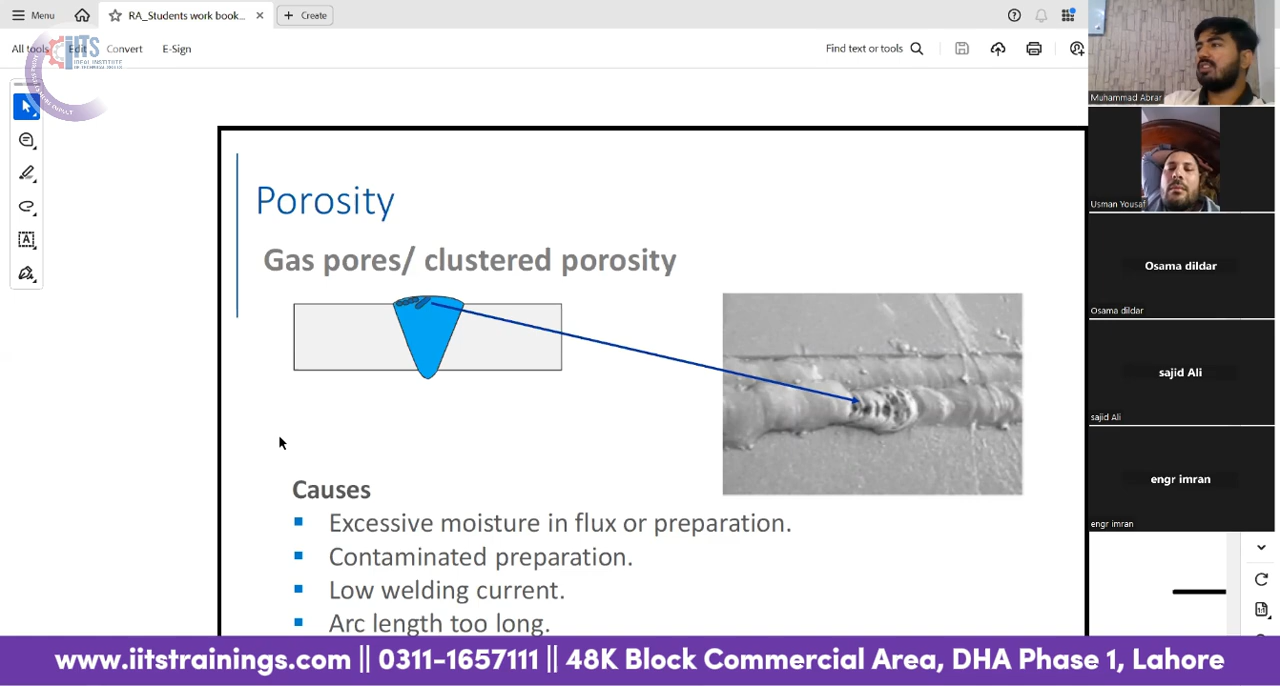 Menu
RA_Students work book...
Create
All tools
Edit
Convert
E-Sign
Find text or tools
IITS
IDEAL INSTITUTE
Porosity
Gas pores/ clustered porosity
Causes
Excessive moisture in flux or preparation.
Contaminated preparation.
Low welding current.
Arc length too long.
Muhammad Abrar
Usman Yousaf
Osama dildar
Osama dildar
sajid Ali
sajid Ali
engr imran
engr imran
www.iitstrainings.com || 0311-1657111 || 48K Block Commercial Area, DHA Phase 1, Lahore